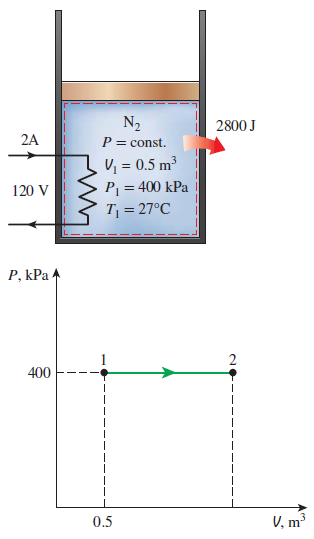 N₂
2800 J
P = const.
2A
V₁ = 0.5 m³
120 V
P₁ = 400 kPa
T₁ = 27°C
P, kPa
1
2
400
0.5
V, m³